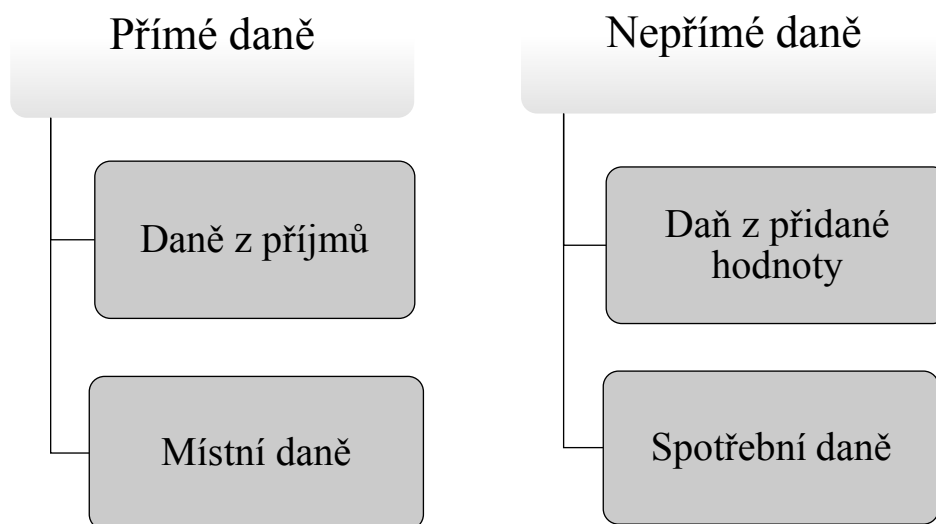 Přímé daně
Daně z příjmů
Místní daně
Nepřímé daně
Daň z přidané
hodnoty
Spotřební daně